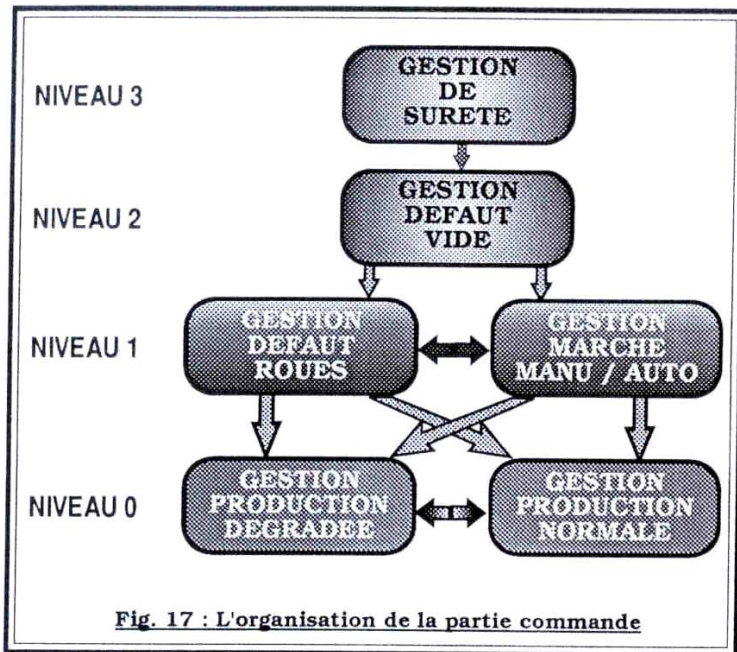 NIVEAU 3
GESTION
DE
SURETE
NIVEAU 2
GESTION
DEFAUT
VIDE
NIVEAU 1
GESTION
DEFAUT
ROUES
GESTION
MARCHE
MANU / AUTO
NIVEAU 0
GESTION
PRODUCTION
DEGRADEE
GESTION
PRODUCTION
NORMALE
Fig. 17 : L'organisation de la partie commande